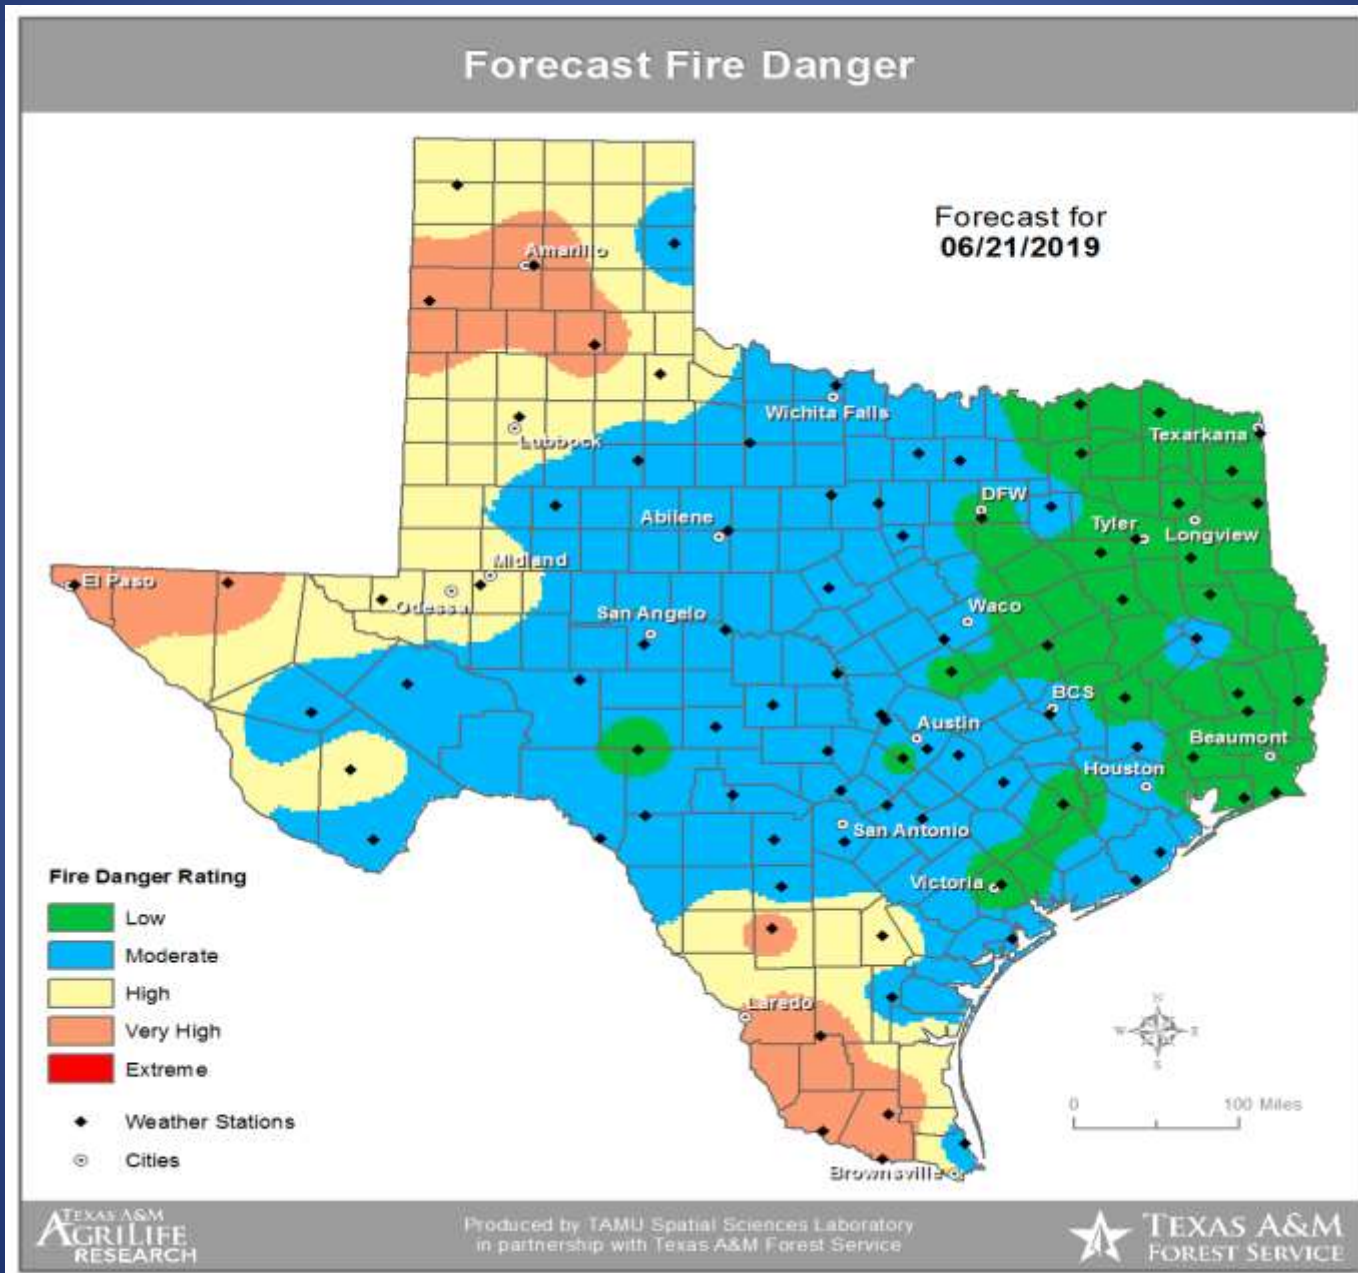 Forecast Fire Danger
Forecast for
06/21/2019
Amarillo
Wichita Falls
Lubbock
Texarkana
DFW
Abilene
Tyler
Longview
Midland
El Paso
Odessa
San Angelo
Waco
BCS
Austin
Beaumont
Houston
San Antonio
Victoria
Laredo
Brownsville
Fire Danger Rating
Low
Moderate
High
Very High
Extreme
Weather Stations
Cities
N
W E
S
0 100 Miles
TEXAS A&M
AGRILIFE
RESEARCH
Produced by TAMU Spatial Sciences Laboratory
in partnership with Texas A&M Forest Service
TEXAS A&M
FOREST SERVICE